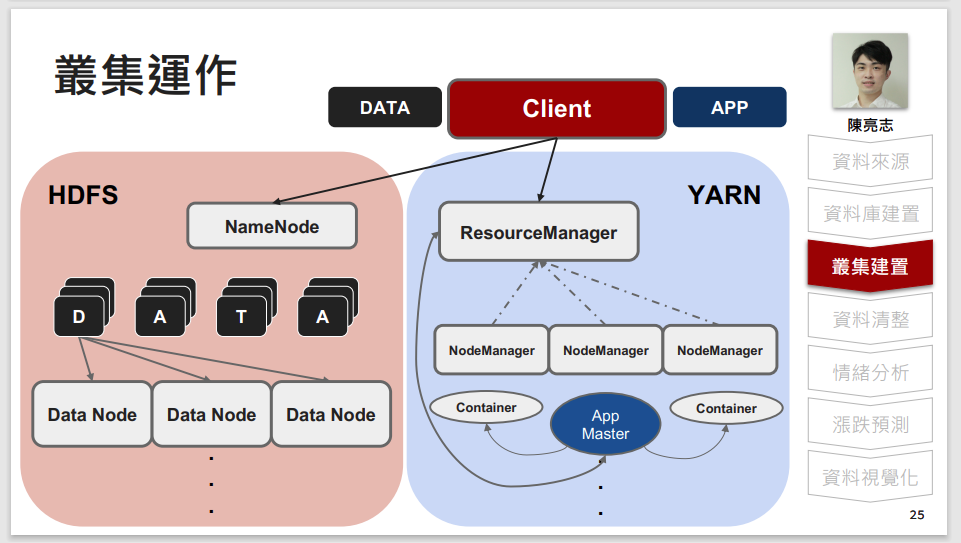 叢集運作
DATA
Client
APP
陳亮志
HDFS
NameNode
D
A
T
A
Data Node
Data Node
Data Node
YARN
ResourceManager
NodeManager
NodeManager
NodeManager
Container
App
Master
Container
資料來源
資料庫建置
叢集建置
資料清整
情緒分析
漲跌預測
資料視覺化
25